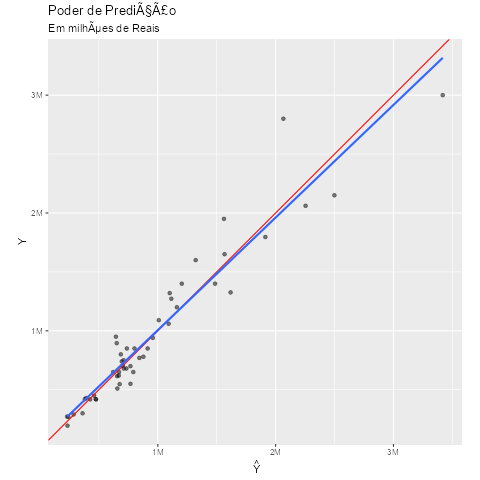 Poder de PrediÃ§Ã£o
Em milhÃµes de Reais
3M
2M
1M
Y
1M
2M
3M
Ŷ